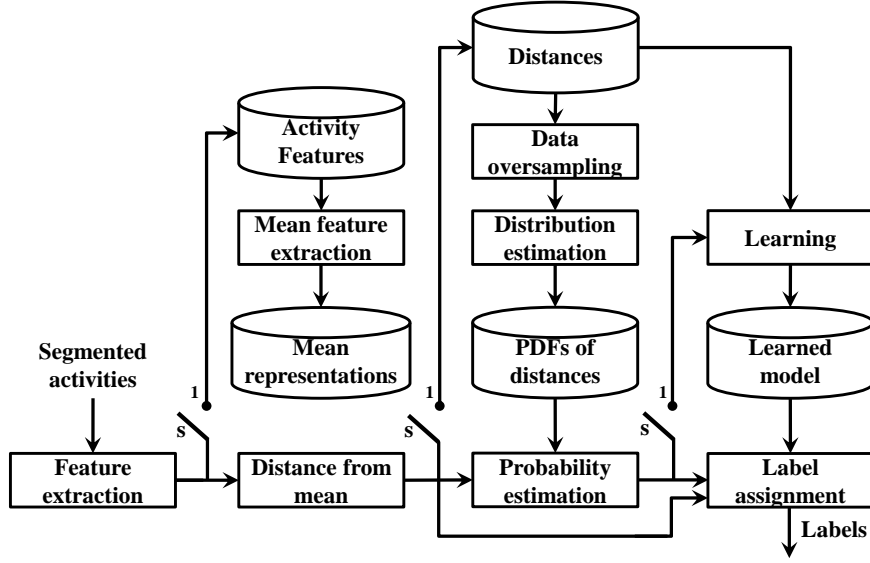 Distances
Activity
Features
Data
oversampling
Mean feature
extraction
Distribution
estimation
Learning
Segmented
activities
Mean
representations
PDFs of
distances
Learned
model
1
s
1
s
1
s
Feature
extraction
Distance from
mean
Probability
estimation
Label
assignment
Labels